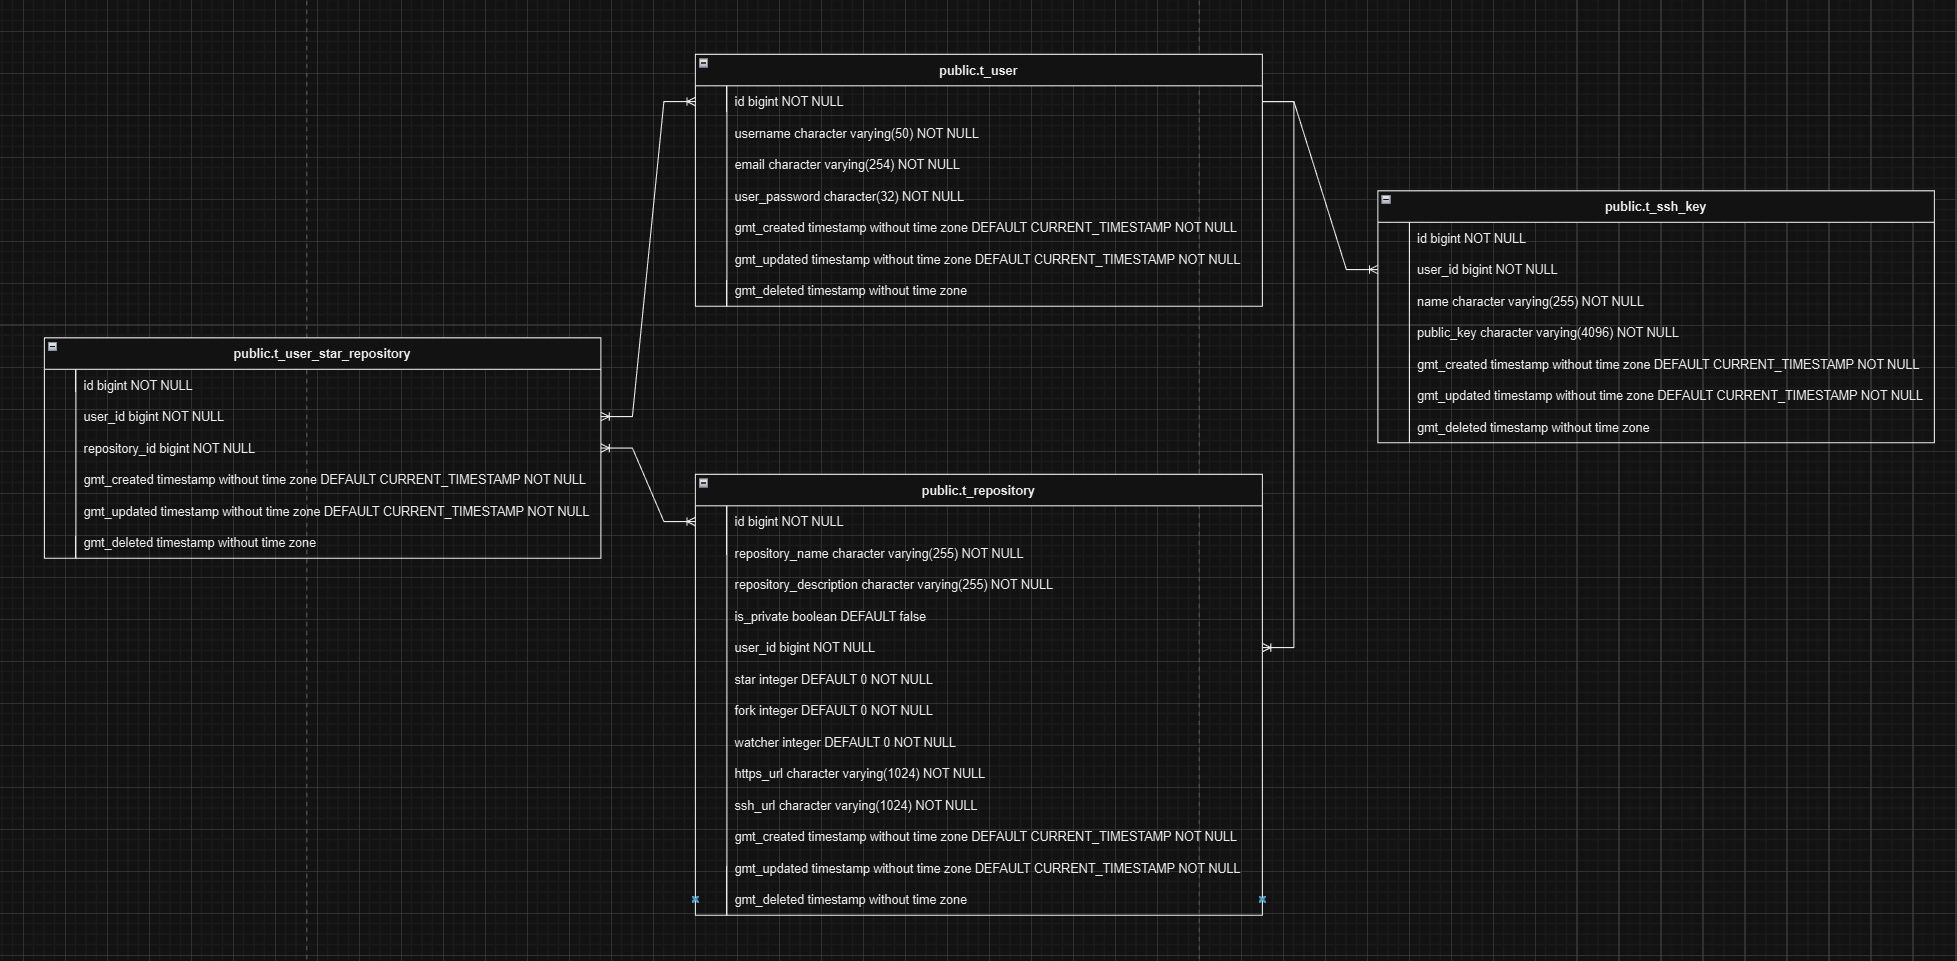 public.t_user
id bigint NOT NULL
username character varying(50) NOT NULL
email character varying(254) NOT NULL
user_password character(32) NOT NULL
gmt_created timestamp without time zone DEFAULT CURRENT_TIMESTAMP NOT NULL
gmt_updated timestamp without time zone DEFAULT CURRENT_TIMESTAMP NOT NULL
gmt_deleted timestamp without time zone
public.t_ssh_key
id bigint NOT NULL
user_id bigint NOT NULL
name character varying(255) NOT NULL
public_key character varying(4096) NOT NULL
gmt_created timestamp without time zone DEFAULT CURRENT_TIMESTAMP NOT NULL
gmt_updated timestamp without time zone DEFAULT CURRENT_TIMESTAMP NOT NULL
gmt_deleted timestamp without time zone
public.t_user_star_repository
id bigint NOT NULL
user_id bigint NOT NULL
repository_id bigint NOT NULL
gmt_created timestamp without time zone DEFAULT CURRENT_TIMESTAMP NOT NULL
gmt_updated timestamp without time zone DEFAULT CURRENT_TIMESTAMP NOT NULL
gmt_deleted timestamp without time zone
public.t_repository
id bigint NOT NULL
repository_name character varying(255) NOT NULL
repository_description character varying(255) NOT NULL
is_private boolean DEFAULT false
user_id bigint NOT NULL
star integer DEFAULT 0 NOT NULL
fork integer DEFAULT 0 NOT NULL
watcher integer DEFAULT 0 NOT NULL
https_url character varying(1024) NOT NULL
ssh_url character varying(1024) NOT NULL
gmt_created timestamp without time zone DEFAULT CURRENT_TIMESTAMP NOT NULL
gmt_updated timestamp without time zone DEFAULT CURRENT_TIMESTAMP NOT NULL
gmt_deleted timestamp without time zone